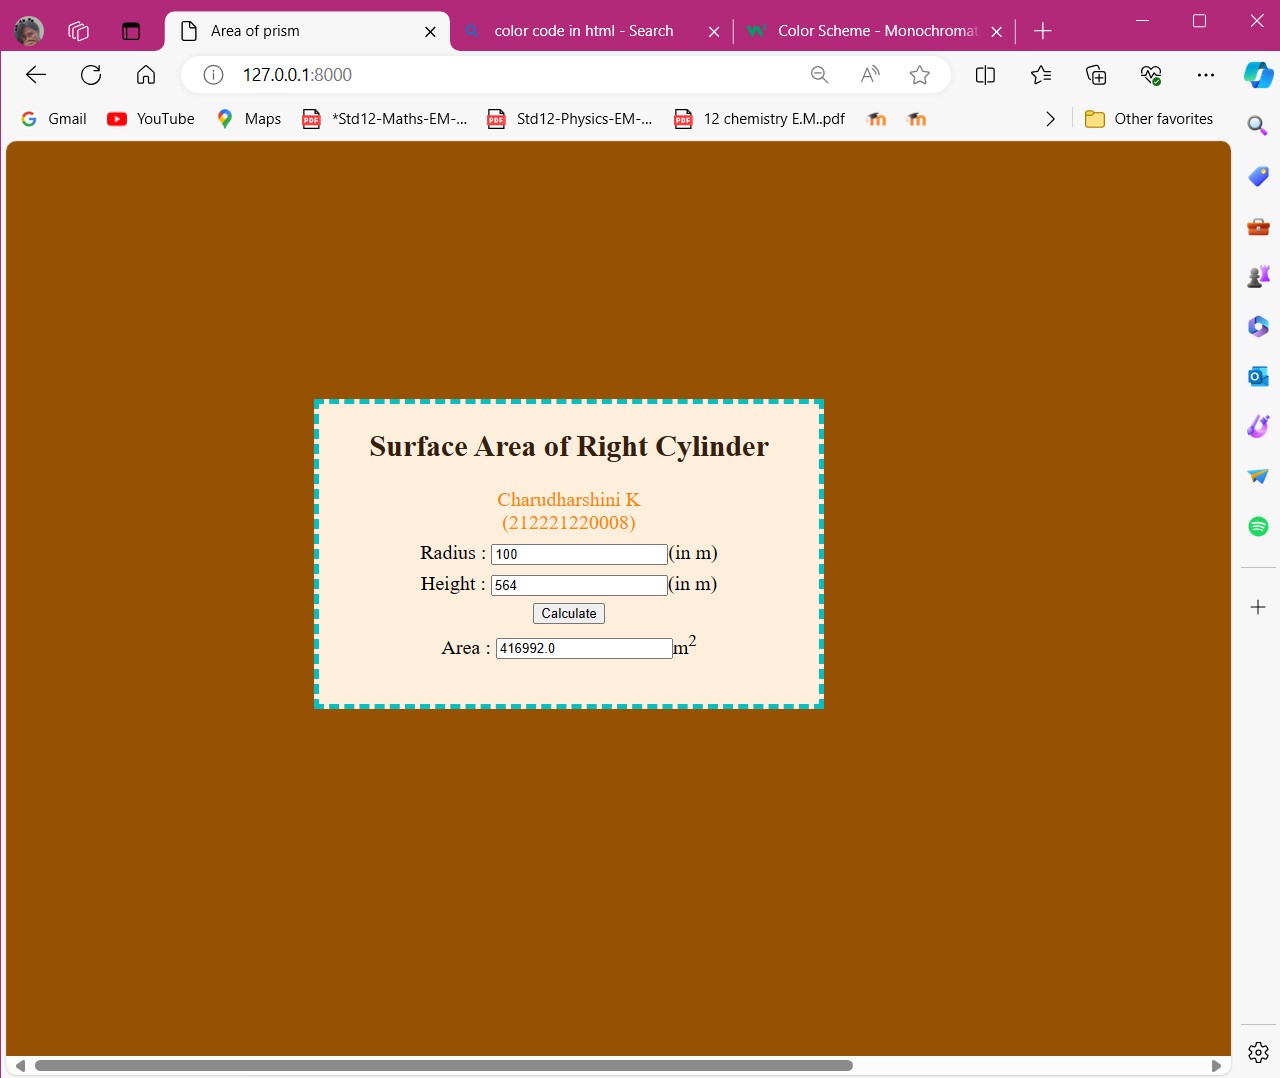 Area of prism
color code in html - Search
Color Scheme - Monochromat
127.0.0.1:8000
Gmail
YouTube
Maps
*Std12-Maths-EM-...
Std12-Physics-EM-...
12 chemistry E.M..pdf
Other favorites
Surface Area of Right Cylinder
Charudharshini K
(212221220008)
Radius : 100 (in m)
Height : 564 (in m)
Calculate
Area : 416992.0 m²